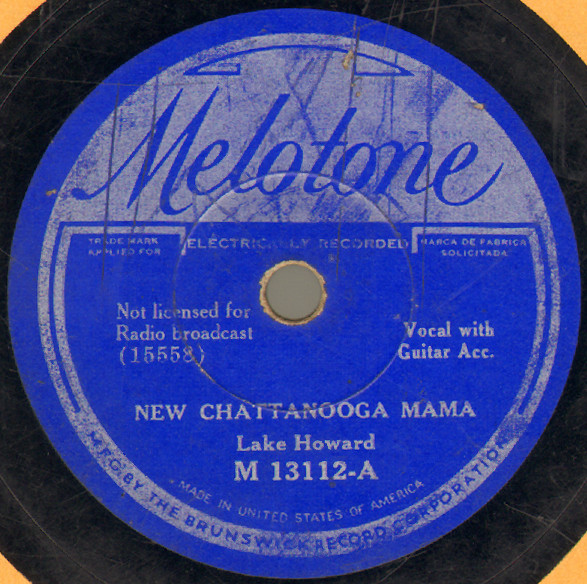 Melotone
TRADE MARK
APPLIED FOR
ELECTRICALLY RECORDED
MARCA DE FABRICA
SOLICITADA
Not licensed for
Radio broadcast
(15558)
Vocal with
Guitar Acc.
NEW CHATTANOOGA MAMA
Lake Howard
M 13112-A
MADE IN UNITED STATES OF AMERICA
MF'G BY THE BRUNSWICK RECORD CORPORATION